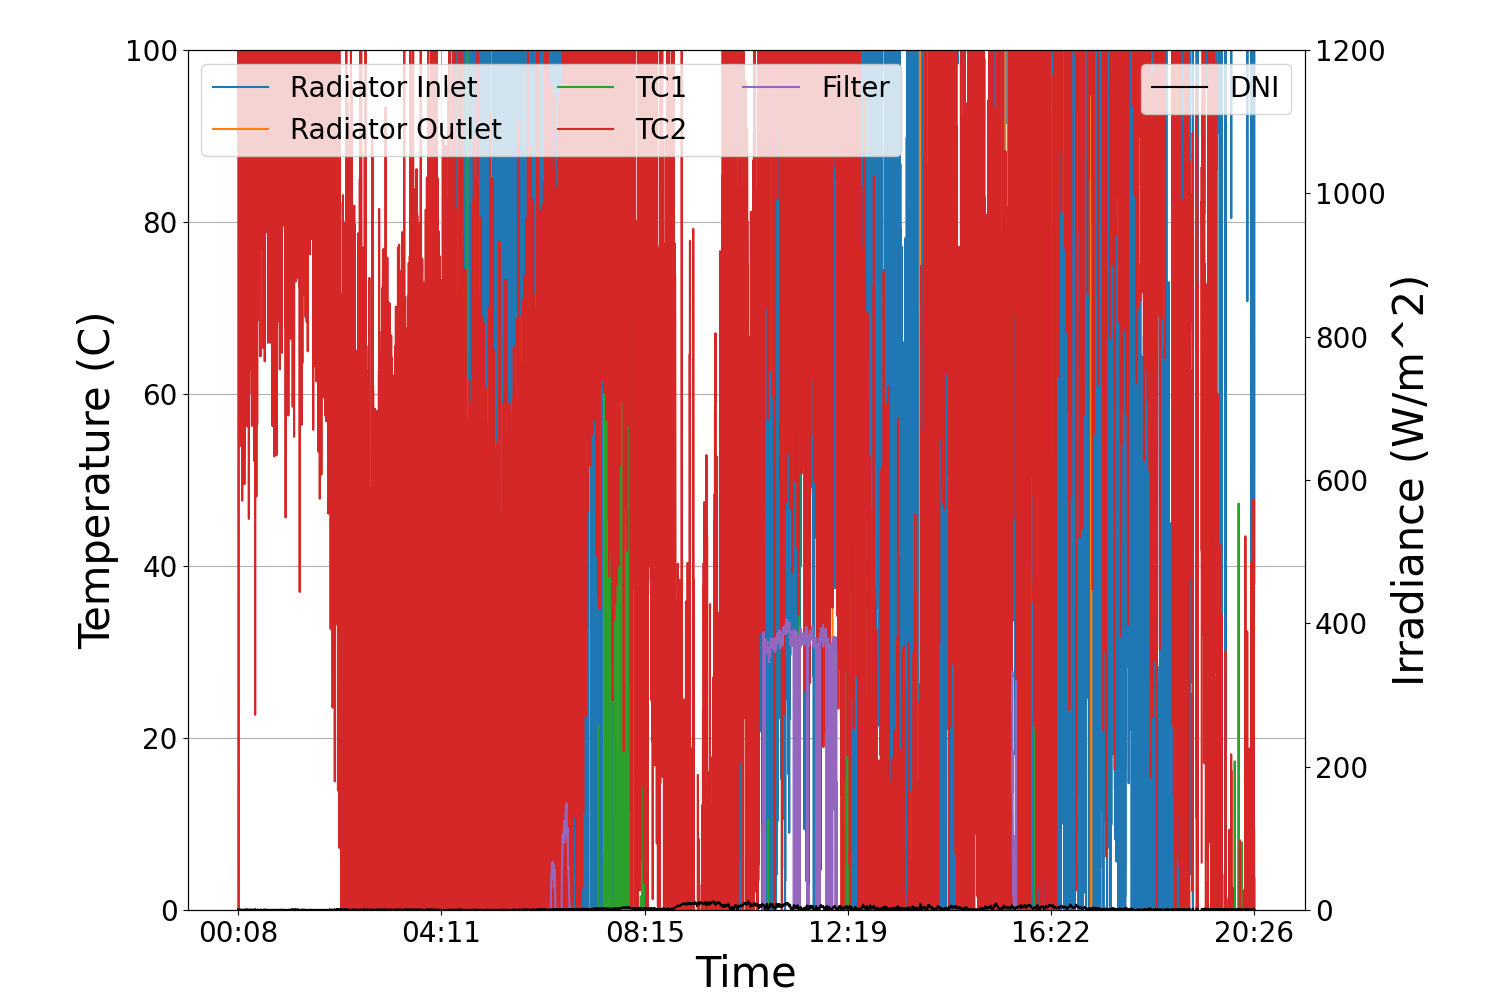 100
80
60
40
20
0
Temperature (C)
Radiator Inlet
Radiator Outlet
TC1
TC2
Filter
DNI
1200
1000
800
600
400
200
0
Irradiance (W/m^2)
00:08
04:11
08:15
12:19
16:22
20:26
Time